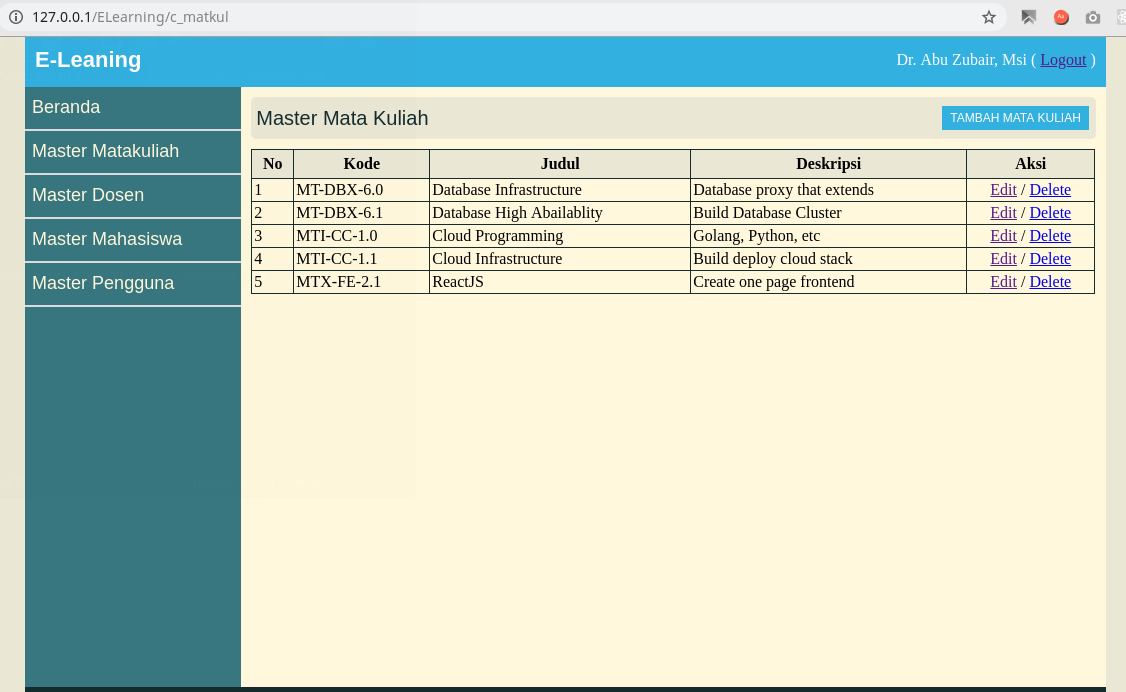 127.0.0.1/ELearning/c_matkul
E-Leaning
Dr. Abu Zubair, Msi ( Logout )
Beranda
Master Matakuliah
Master Dosen
Master Mahasiswa
Master Pengguna
Master Mata Kuliah
TAMBAH MATA KULIAH
No Kode Judul Deskripsi Aksi
1 MT-DBX-6.0 Database Infrastructure Database proxy that extends Edit / Delete
2 MT-DBX-6.1 Database High Abailablity Build Database Cluster Edit / Delete
3 MTI-CC-1.0 Cloud Programming Golang, Python, etc Edit / Delete
4 MTI-CC-1.1 Cloud Infrastructure Build deploy cloud stack Edit / Delete
5 MTX-FE-2.1 ReactJS Create one page frontend Edit / Delete